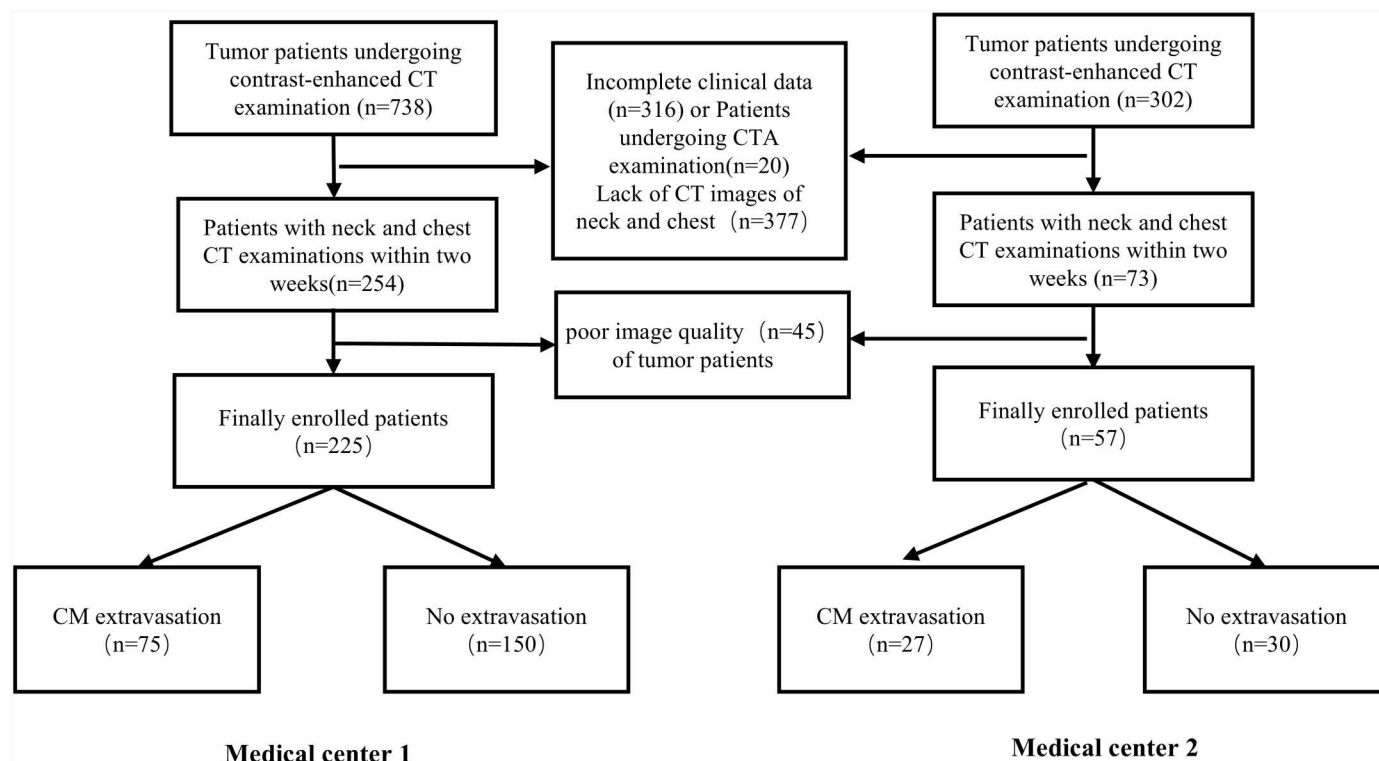 Tumor patients undergoing
contrast-enhanced CT
examination (n=738)
Incomplete clinical data
(n=316) or Patients
undergoing CTA
examination(n=20)
Lack of CT images of
neck and chest（n=377）
Tumor patients undergoing
contrast-enhanced CT
examination (n=302)
Patients with neck and chest
CT examinations within two
weeks(n=254)
Patients with neck and chest
CT examinations within two
weeks (n=73)
poor image quality（n=45）
of tumor patients
Finally enrolled patients
（n=225）
Finally enrolled patients
（n=57）
CM extravasation
（n=75）
No extravasation
（n=150）
CM extravasation
（n=27）
No extravasation
（n=30）
Medical center 1
Medical center 2